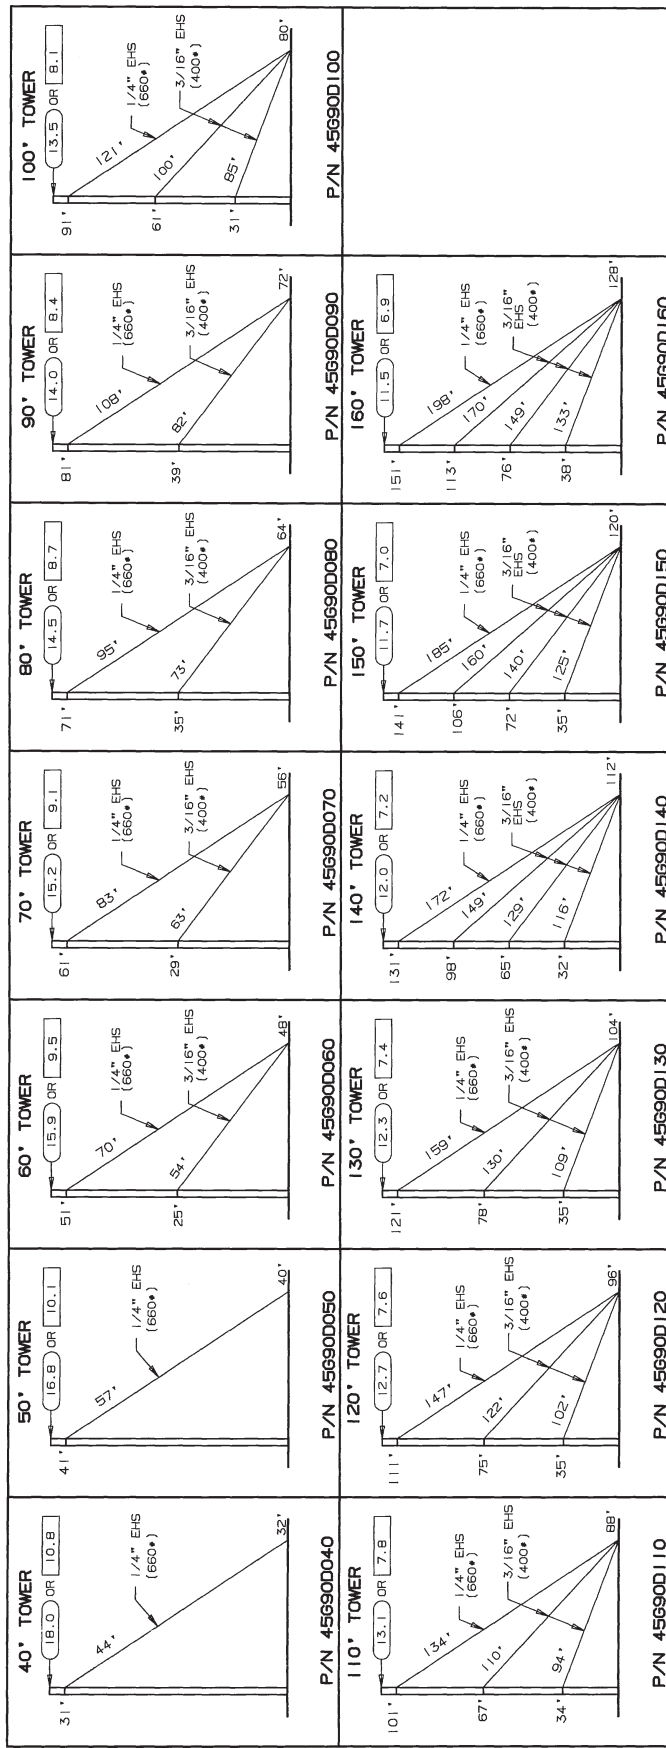 40' TOWER
18.0 OR 10.8
31'
44'
1/4" EHS
(660#)
32'
P/N 45G90D040
50' TOWER
16.8 OR 10.1
41'
57'
1/4" EHS
(660#)
40'
P/N 45G90D050
60' TOWER
15.9 OR 9.5
51'
70'
1/4" EHS
(660#)
25'
54'
3/16" EHS
(400#)
48'
P/N 45G90D060
70' TOWER
15.2 OR 9.1
61'
83'
1/4" EHS
(660#)
29'
63'
3/16" EHS
(400#)
56'
P/N 45G90D070
80' TOWER
14.5 OR 8.7
71'
95'
1/4" EHS
(660#)
35'
73'
3/16" EHS
(400#)
64'
P/N 45G90D080
90' TOWER
14.0 OR 8.4
81'
108'
1/4" EHS
(660#)
39'
82'
3/16" EHS
(400#)
72'
P/N 45G90D090
100' TOWER
13.5 OR 8.1
91'
121'
1/4" EHS
(660#)
61'
100'
3/16" EHS
(400#)
31'
85'
80'
P/N 45G90D100
110' TOWER
13.1 OR 7.8
101'
134'
1/4" EHS
(660#)
67'
110'
3/16" EHS
(400#)
34'
94'
88'
P/N 45G90D110
120' TOWER
12.7 OR 7.6
111'
147'
1/4" EHS
(660#)
75'
122'
3/16" EHS
(400#)
35'
102'
96'
P/N 45G90D120
130' TOWER
12.3 OR 7.4
121'
159'
1/4" EHS
(660#)
78'
130'
3/16" EHS
(400#)
35'
109'
104'
P/N 45G90D130
140' TOWER
12.0 OR 7.2
131'
172'
1/4" EHS
(660#)
98'
149'
3/16"
EHS
(400#)
65'
129'
32'
116'
112'
P/N 45G90D140
150' TOWER
11.7 OR 7.0
141'
185'
1/4" EHS
(660#)
106'
160'
3/16"
EHS
(400#)
72'
140'
35'
125'
120'
P/N 45G90D150
160' TOWER
11.5 OR 6.9
151'
198'
1/4" EHS
(660#)
113'
170'
3/16"
EHS
(400#)
76'
149'
38'
133'
128'
P/N 45G90D160